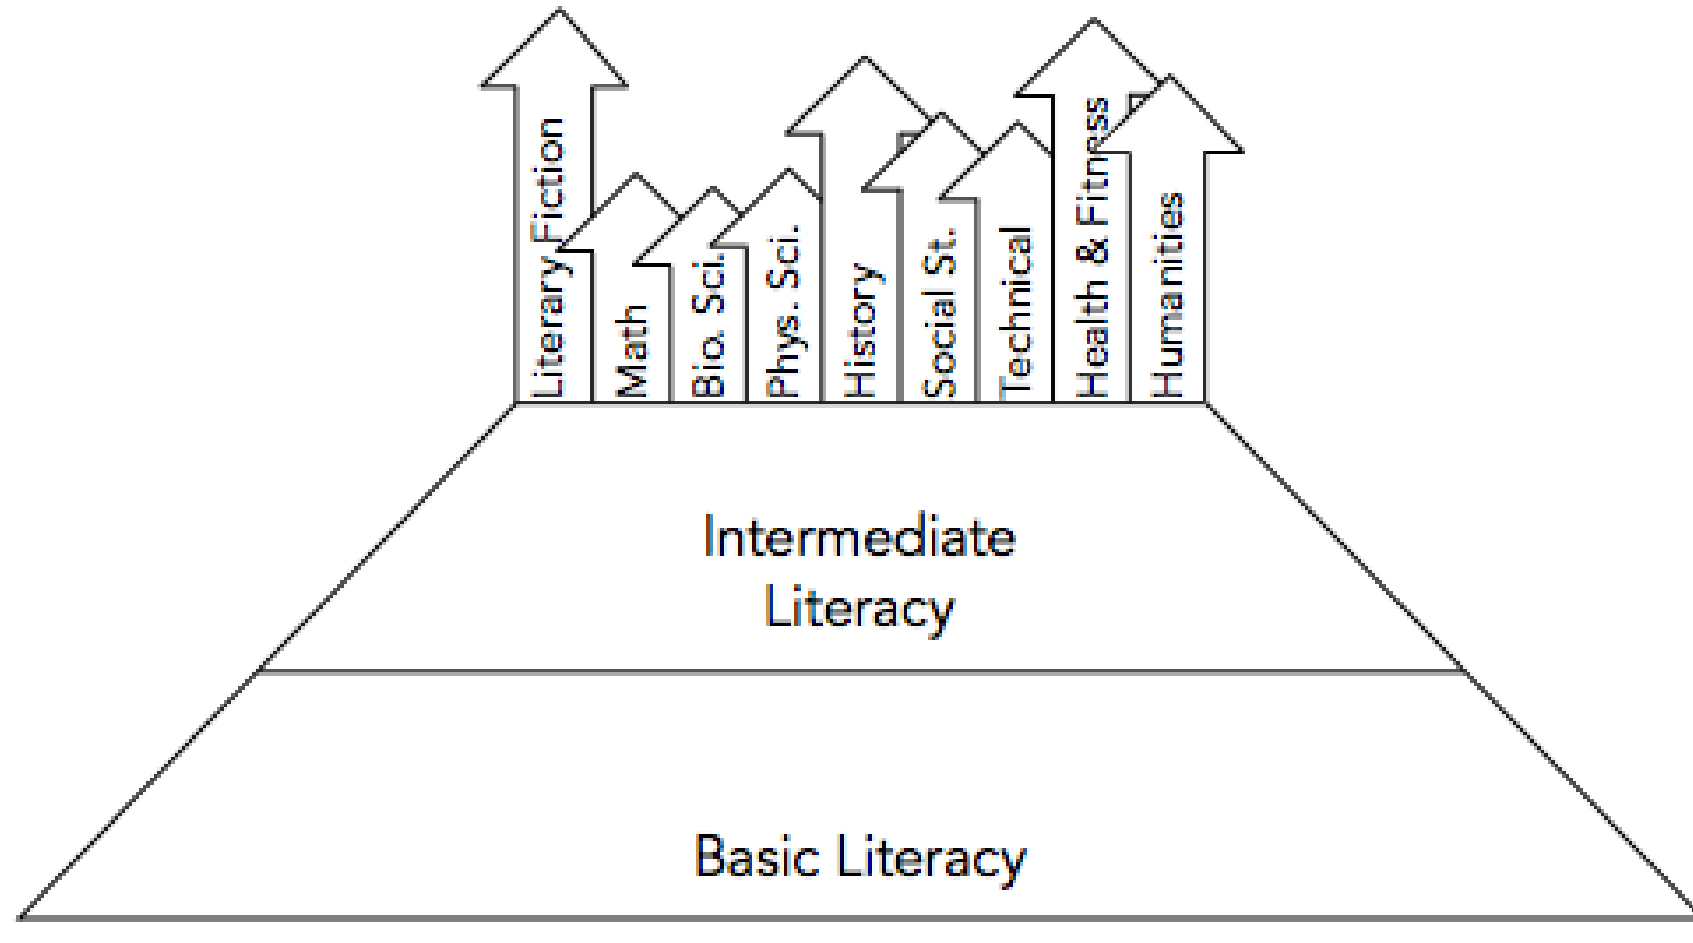 Literary Fiction
Math
Bio. Sci.
Phys. Sci.
History
Social St.
Technical
Health & Fitness
Humanities
Intermediate
Literacy
Basic Literacy